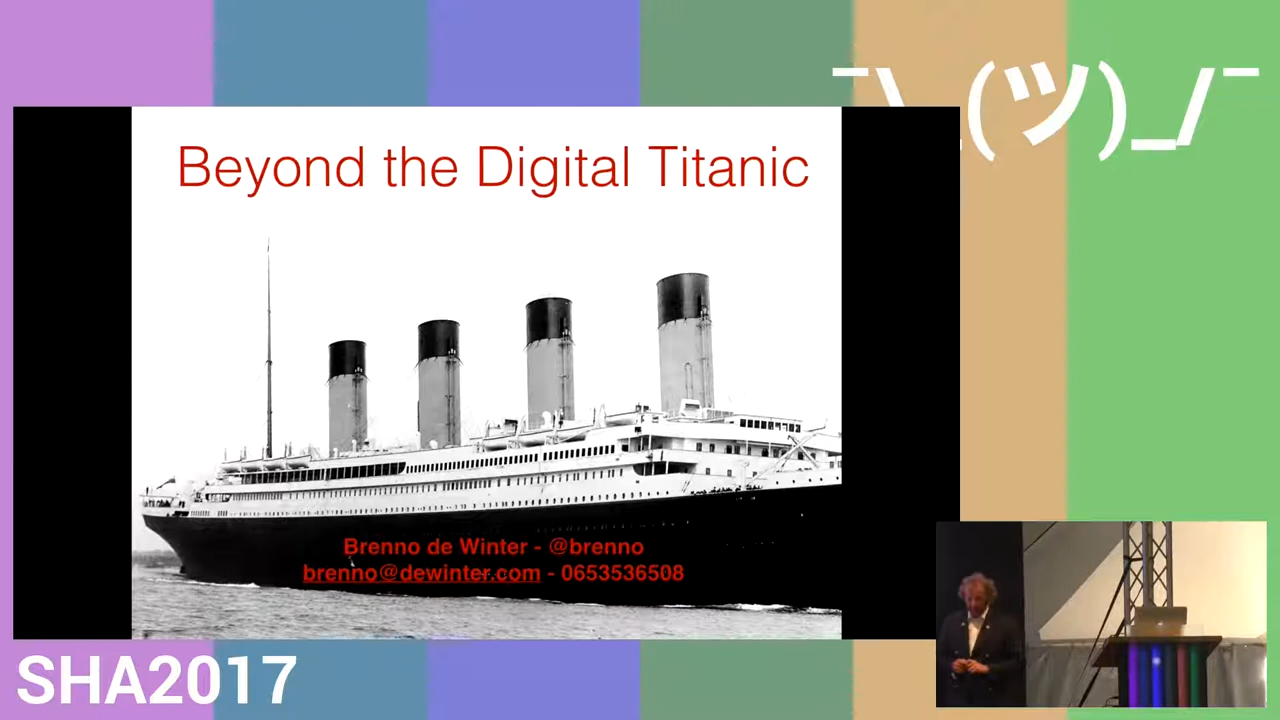 ¯\_(ツ)_/¯
Beyond the Digital Titanic
Brenno de Winter - @brenno
brenno@dewinter.com - 0653536508
SHA2017